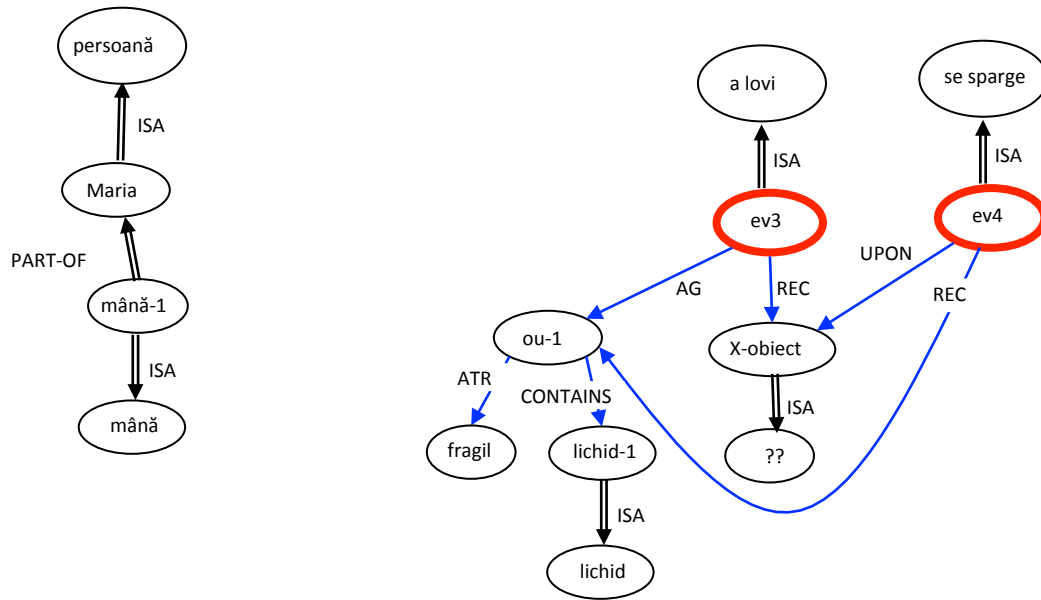 persoană
ISA
Maria
PART-OF
mână-1
ISA
mână
a lovi
se sparge
ISA
ISA
ev3
ev4
UPON
AG
REC
REC
ou-1
X-obiect
ATR
CONTAINS
ISA
fragil
lichid-1
??
ISA
lichid